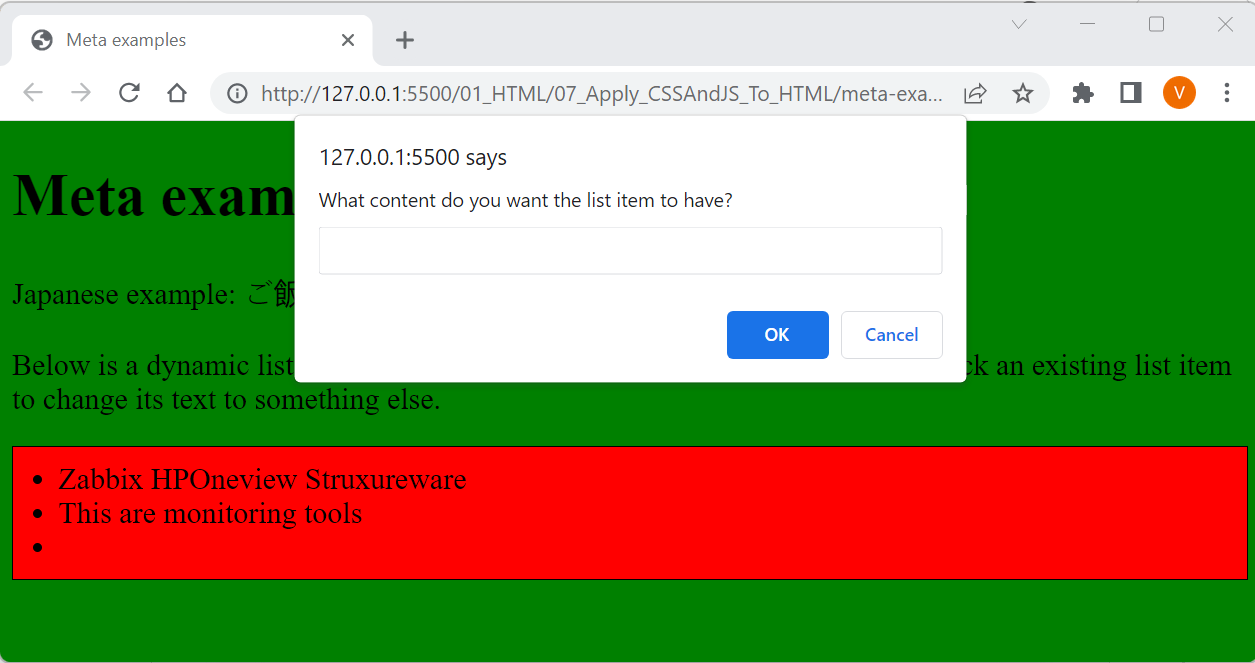 Meta examples
http://127.0.0.1:5500/01_HTML/07_Apply_CSSAndJS_To_HTML/meta-exa...
V
127.0.0.1:5500 says
What content do you want the list item to have?
OK
Cancel
Meta exam
Japanese example: ご飯
Below is a dynamic list
ck an existing list item
to change its text to something else.
Zabbix HPOneview Struxureware
This are monitoring tools